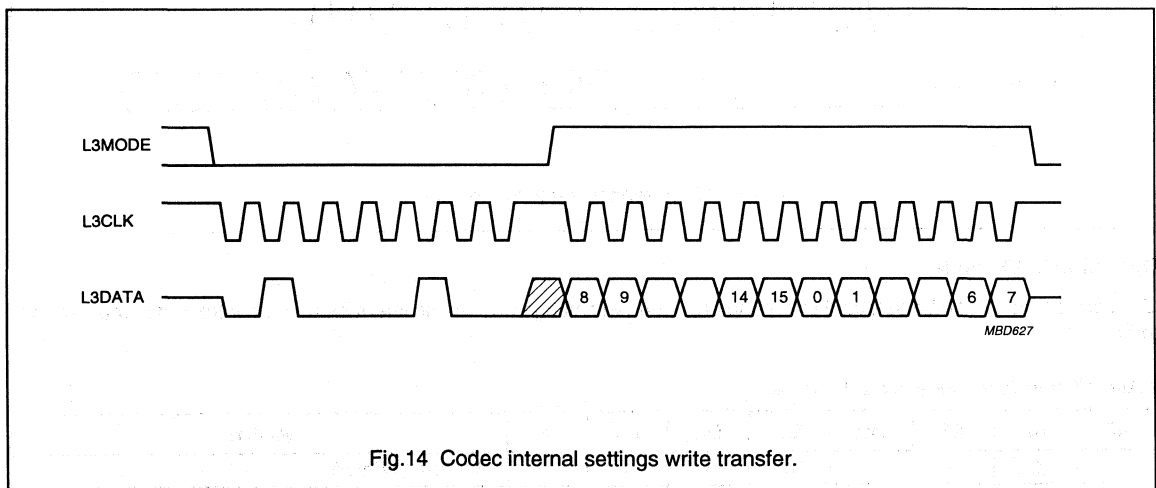 L3MODE
L3CLK
L3DATA
8 9 14 15 0 1 6 7
MBD627
Fig.14 Codec internal settings write transfer.